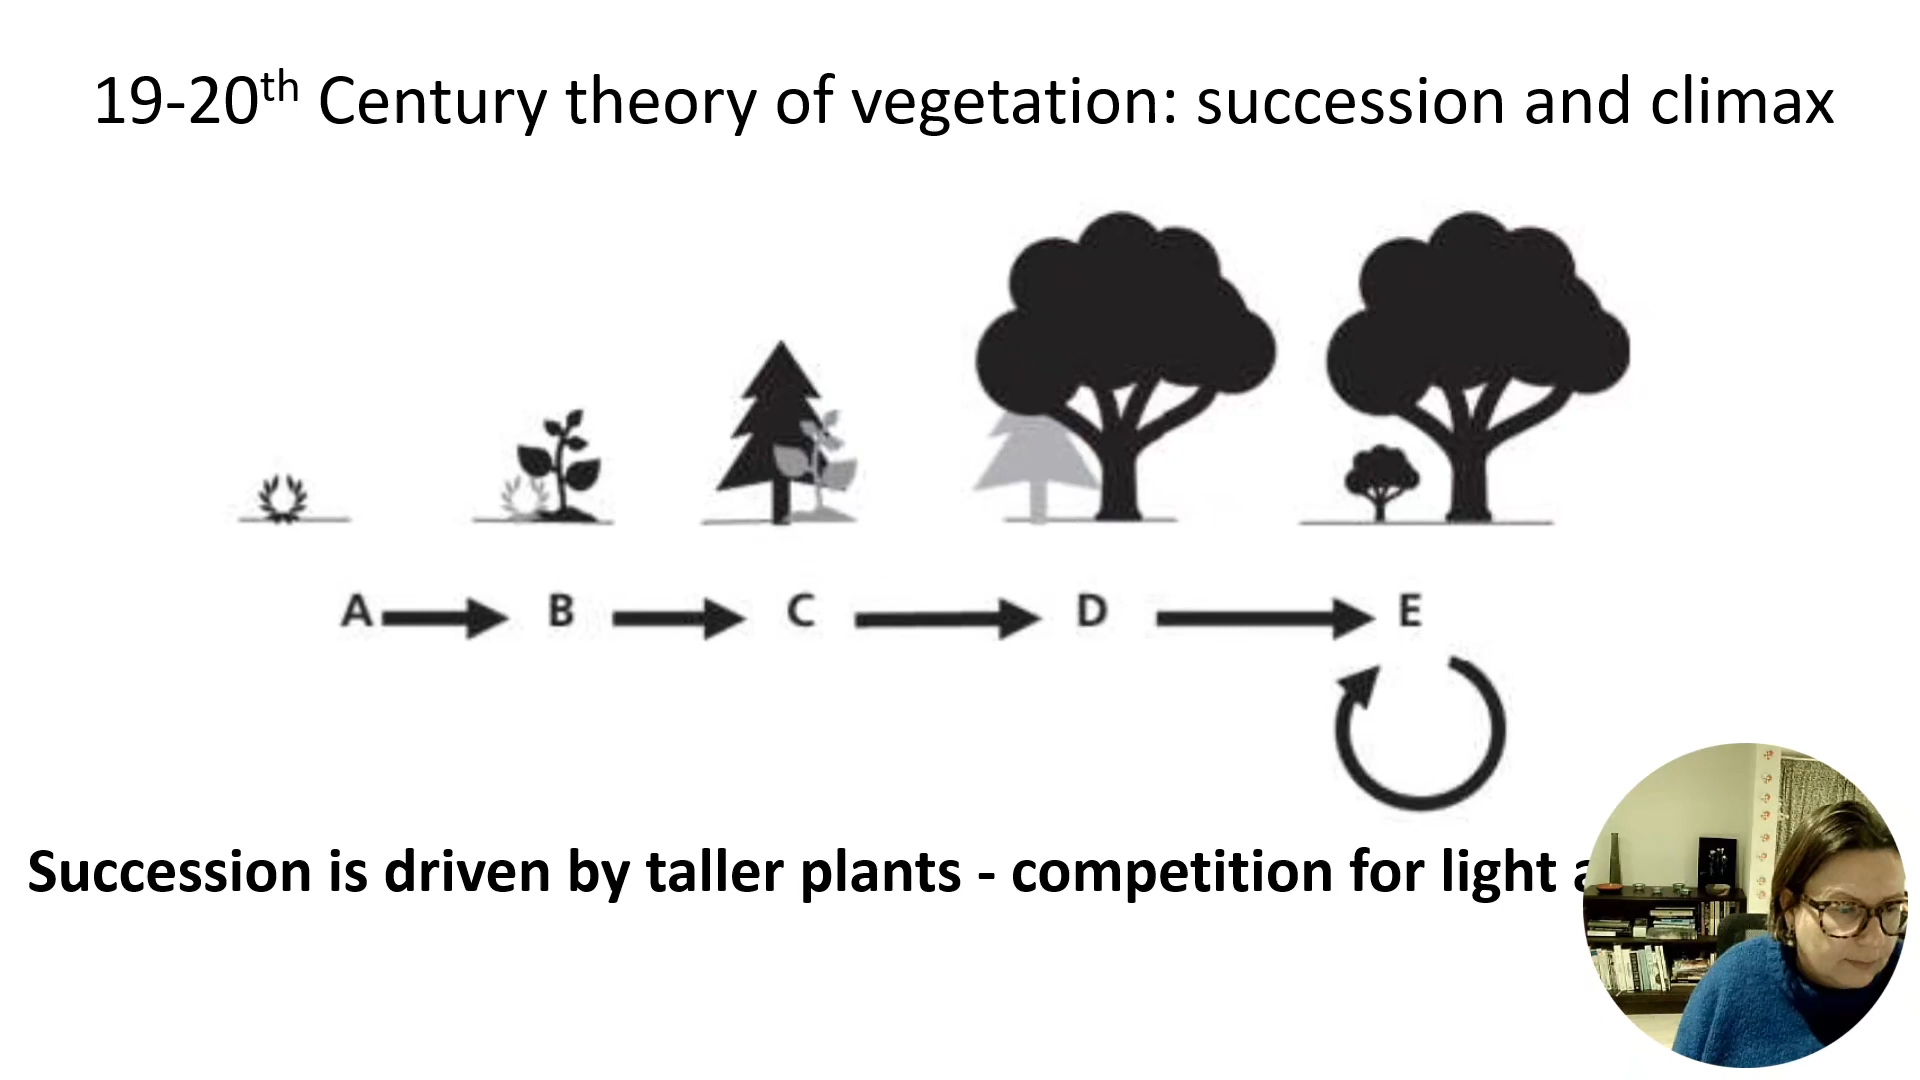 19-20th Century theory of vegetation: succession and climax
A B C D E
Succession is driven by taller plants - competition for light